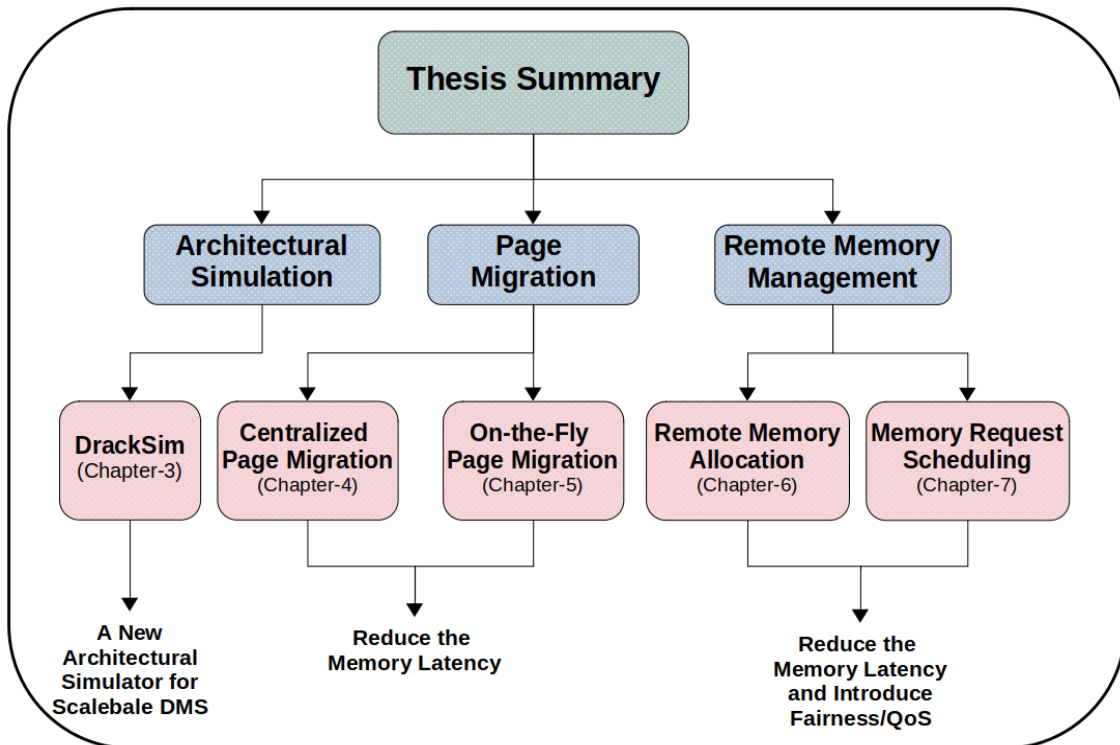 Thesis Summary
Architectural
Simulation
Page
Migration
Remote Memory
Management
DrackSim
(Chapter-3)
Centralized
Page Migration
(Chapter-4)
On-the-Fly
Page Migration
(Chapter-5)
Remote Memory
Allocation
(Chapter-6)
Memory Request
Scheduling
(Chapter-7)
A New
Architectural
Simulator for
Scalebale DMS
Reduce the
Memory Latency
Reduce the
Memory Latency
and Introduce
Fairness/QoS